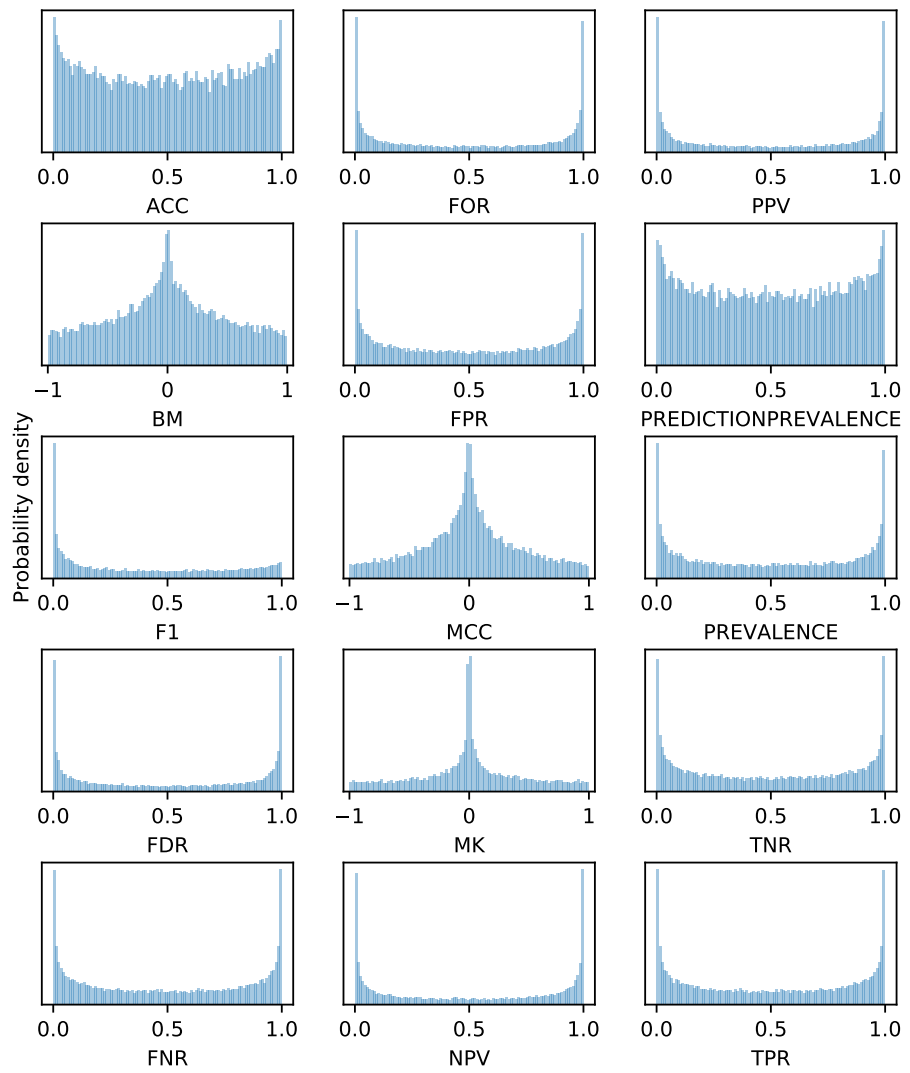 0.0 0.5 1.0
ACC
0.0 0.5 1.0
FOR
0.0 0.5 1.0
PPV
−1 0 1
BM
0.0 0.5 1.0
FPR
0.0 0.5 1.0
PREDICTIONPREVALENCE
Probability density
0.0 0.5 1.0
F1
−1 0 1
MCC
0.0 0.5 1.0
PREVALENCE
0.0 0.5 1.0
FDR
−1 0 1
MK
0.0 0.5 1.0
TNR
0.0 0.5 1.0
FNR
0.0 0.5 1.0
NPV
0.0 0.5 1.0
TPR